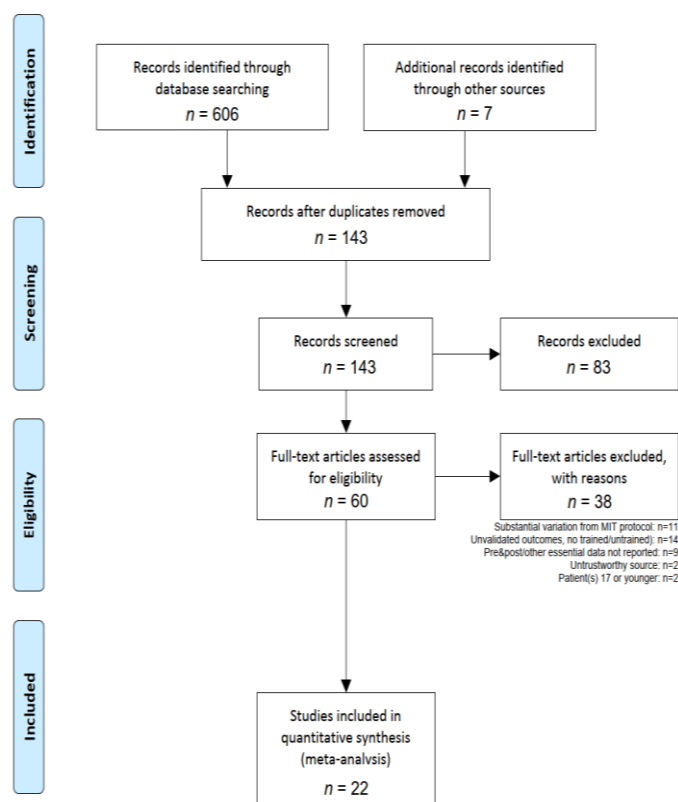 Identification
Records identified through
database searching
n = 606
Additional records identified
through other sources
n = 7
Records after duplicates removed
n = 143
Screening
Records screened
n = 143
Records excluded
n = 83
Eligibility
Full-text articles assessed
for eligibility
n = 60
Full-text articles excluded,
with reasons
n = 38
Substantial variation from MIT protocol: n=11
Unvalidated outcomes, no trained/untrained): n=14
Pre&post/other essential data not reported: n=9
Untrustworthy source: n=2
Patient(s) 17 or younger: n=2
Included
Studies included in
quantitative synthesis
(meta-analysis)
n = 22